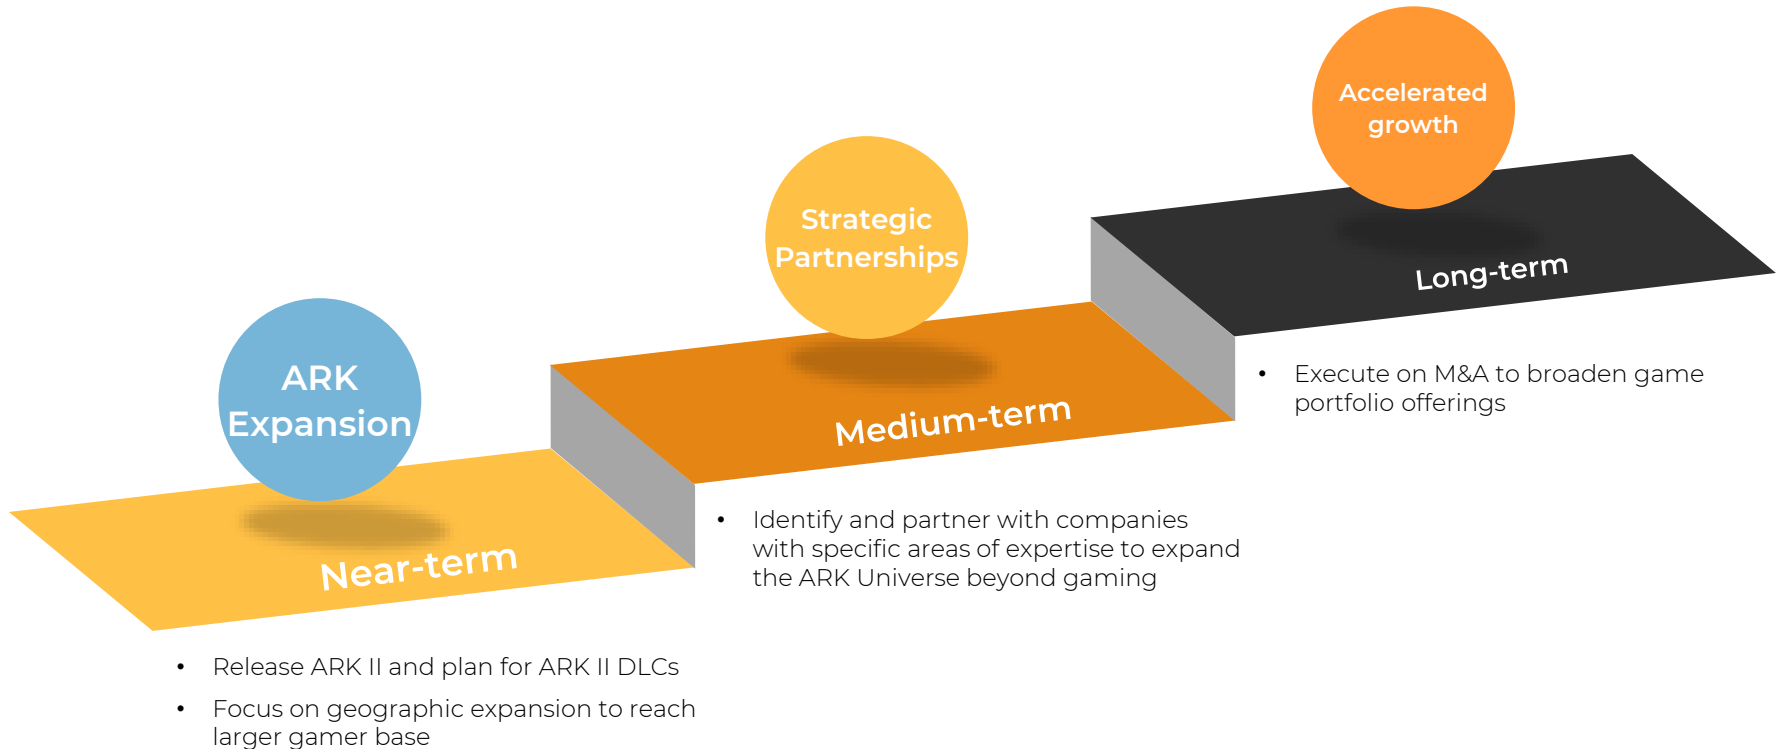 ARK
Expansion
Near-term
• Release ARK II and plan for ARK II DLCs
• Focus on geographic expansion to reach
larger gamer base
Strategic
Partnerships
Medium-term
• Identify and partner with companies
with specific areas of expertise to expand
the ARK Universe beyond gaming
Accelerated
growth
Long-term
• Execute on M&A to broaden game
portfolio offerings